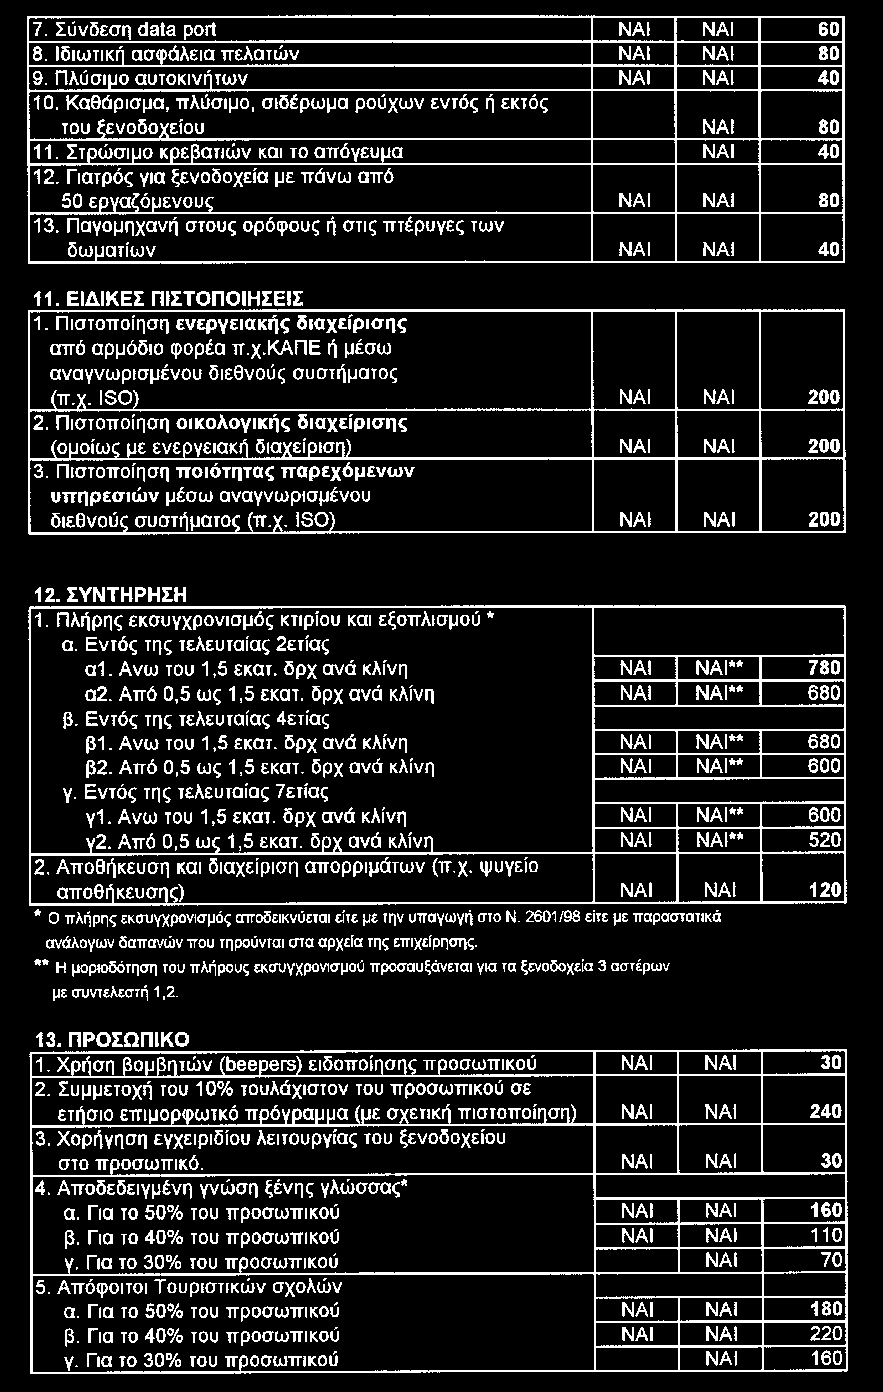 7. Σύνδεση data port ΝΑΙ ΝΑΙ 60
8. Ιδιωτική ασφάλεια πελατών ΝΑΙ ΝΑΙ 80
9. Πλύσιμο αυτοκινήτων ΝΑΙ ΝΑΙ 40
10. Καθάρισμα, πλύσιμο, σιδέρωμα ρούχων εντός ή εκτός
του ξενοδοχείου ΝΑΙ 80
11. Στρώσιμο κρεβατιών και το απόγευμα ΝΑΙ 40
12. Γιατρός για ξενοδοχεία με πάνω από
50 εργαζόμενους ΝΑΙ ΝΑΙ 80
13. Παγομηχανή στους ορόφους ή στις πτέρυγες των
δωματίων ΝΑΙ ΝΑΙ 40
11. ΕΙΔΙΚΕΣ ΠΙΣΤΟΠΟΙΗΣΕΙΣ
1. Πιστοποίηση ενεργειακής διαχείρισης
από αρμόδιο φορέα π.χ.ΚΑΠΕ ή μέσω
αναγνωρισμένου διεθνούς συστήματος
(π.χ. ISO) ΝΑΙ ΝΑΙ 200
2. Πιστοποίηση οικολογικής διαχείρισης
(ομοίως με ενεργειακή διαχείριση) ΝΑΙ ΝΑΙ 200
3. Πιστοποίηση ποιότητας παρεχόμενων
υπηρεσιών μέσω αναγνωρισμένου
διεθνούς συστήματος (π.χ. ISO) ΝΑΙ ΝΑΙ 200
12. ΣΥΝΤΗΡΗΣΗ
1. Πλήρης εκσυγχρονισμός κτιρίου και εξοπλισμού *
α. Εντός της τελευταίας 2ετίας
α1. Ανω του 1,5 εκατ. δρχ ανά κλίνη ΝΑΙ ΝΑΙ** 780
α2. Από 0,5 ως 1,5 εκατ. δρχ ανά κλίνη ΝΑΙ ΝΑΙ** 680
β. Εντός της τελευταίας 4ετίας
β1. Ανω του 1,5 εκατ. δρχ ανά κλίνη ΝΑΙ ΝΑΙ** 680
β2. Από 0,5 ως 1,5 εκατ. δρχ ανά κλίνη ΝΑΙ ΝΑΙ** 600
γ. Εντός της τελευταίας 7ετίας
γ1. Ανω του 1,5 εκατ. δρχ ανά κλίνη ΝΑΙ ΝΑΙ** 600
γ2. Από 0,5 ως 1,5 εκατ. δρχ ανά κλίνη ΝΑΙ ΝΑΙ** 520
2. Αποθήκευση και διαχείριση απορριμάτων (π.χ. ψυγείο
αποθήκευσης) ΝΑΙ ΝΑΙ 120
* Ο πλήρης εκσυγχρονισμός αποδεικνύεται είτε με την υπαγωγή στο Ν. 2601/98 είτε με παραστατικά
ανάλογων δαπανών που τηρούνται στα αρχεία της επιχείρησης.
** Η μοριοδότηση του πλήρους εκσυγχρονισμού προσαυξάνεται για τα ξενοδοχεία 3 αστέρων
με συντελεστή 1,2.
13. ΠΡΟΣΩΠΙΚΟ
1. Χρήση βομβητών (beepers) ειδοποίησης προσωπικού ΝΑΙ ΝΑΙ 30
2. Συμμετοχή του 10% τουλάχιστον του προσωπικού σε
ετήσιο επιμορφωτκό πρόγραμμα (με σχετική πιστοποίηση) ΝΑΙ ΝΑΙ 240
3. Χορήγηση εγχειριδίου λειτουργίας του ξενοδοχείου
στο προσωπικό. ΝΑΙ ΝΑΙ 30
4. Αποδεδειγμένη γνώση ξένης γλώσσας*
α. Για το 50% του προσωπικού ΝΑΙ ΝΑΙ 160
β. Για το 40% του προσωπικού ΝΑΙ ΝΑΙ 110
γ. Για το 30% του προσωπικού ΝΑΙ 70
5. Απόφοιτοι Τουριστικών σχολών
α. Για το 50% του προσωπικού ΝΑΙ ΝΑΙ 180
β. Για το 40% του προσωπικού ΝΑΙ ΝΑΙ 220
γ. Για το 30% του προσωπικού ΝΑΙ 160